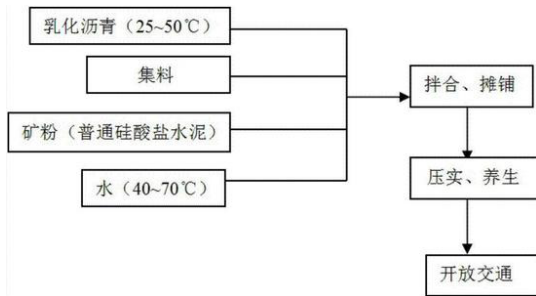 乳化沥青（25~50℃）
集料
矿粉（普通硅酸盐水泥）
水（40~70℃）
拌合、摊铺
压实、养生
开放交通